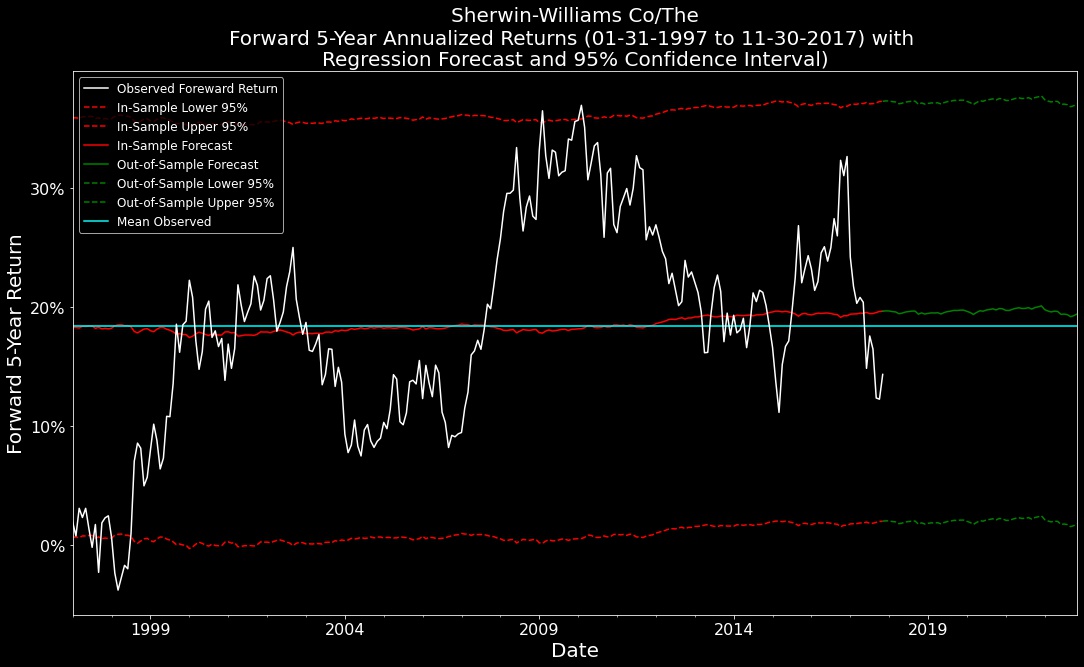 Sherwin-Williams Co/The
Forward 5-Year Annualized Returns (01-31-1997 to 11-30-2017) with
Regression Forecast and 95% Confidence Interval)
Observed Foreward Return
In-Sample Lower 95%
In-Sample Upper 95%
In-Sample Forecast
Out-of-Sample Forecast
Out-of-Sample Lower 95%
Out-of-Sample Upper 95%
Mean Observed
Forward 5-Year Return
30%
20%
10%
0%
1999
2004
2009
2014
2019
Date